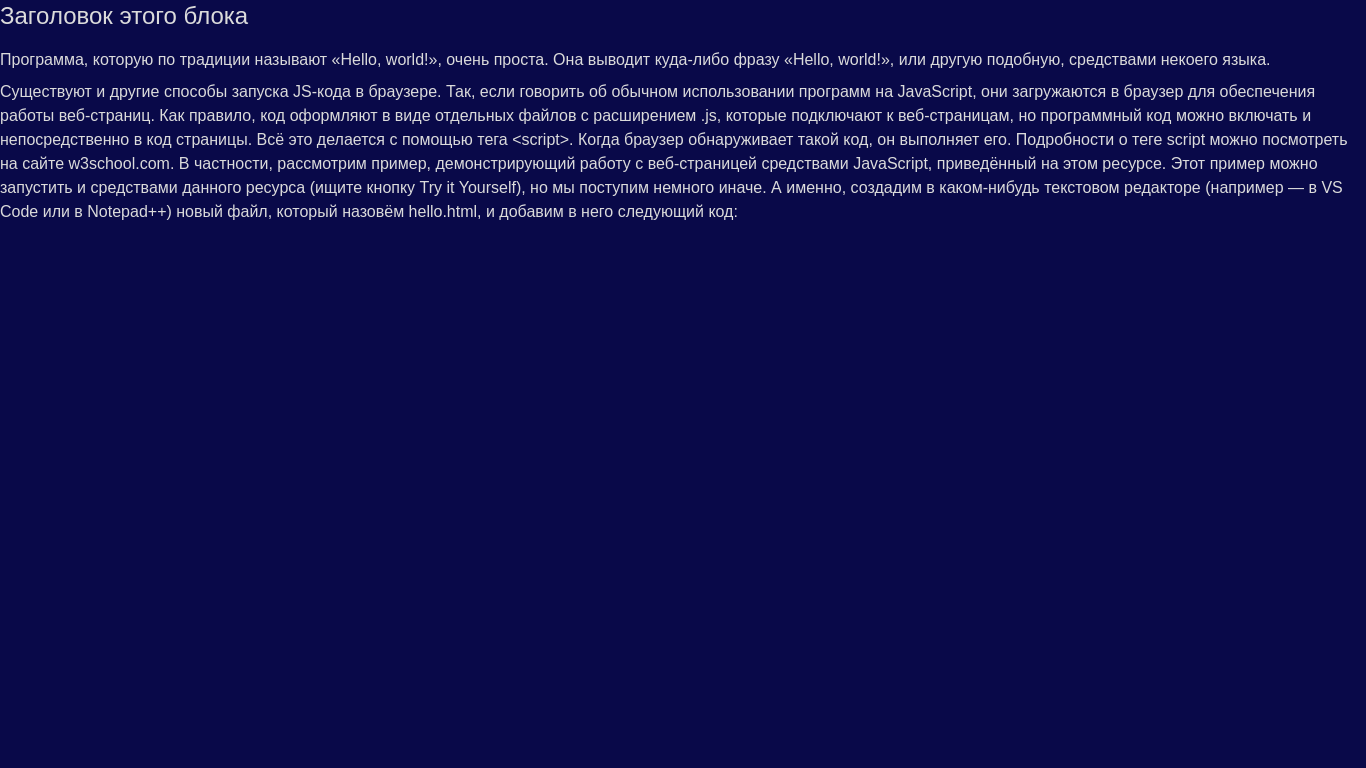 Заголовок этого блока
Программа, которую по традиции называют «Hello, world!», очень проста. Она выводит куда-либо фразу «Hello, world!», или другую подобную, средствами некоего языка.
Существуют и другие способы запуска JS-кода в браузере. Так, если говорить об обычном использовании программ на JavaScript, они загружаются в браузер для обеспечения
работы веб-страниц. Как правило, код оформляют в виде отдельных файлов с расширением .js, которые подключают к веб-страницам, но программный код можно включать и
непосредственно в код страницы. Всё это делается с помощью тега <script>. Когда браузер обнаруживает такой код, он выполняет его. Подробности о теге script можно посмотреть
на сайте w3school.com. В частности, рассмотрим пример, демонстрирующий работу с веб-страницей средствами JavaScript, приведённый на этом ресурсе. Этот пример можно
запустить и средствами данного ресурса (ищите кнопку Try it Yourself), но мы поступим немного иначе. А именно, создадим в каком-нибудь текстовом редакторе (например — в VS
Code или в Notepad++) новый файл, который назовём hello.html, и добавим в него следующий код: